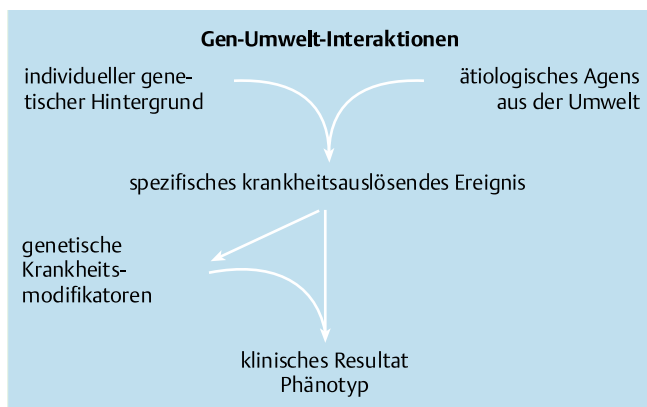 Gen-Umwelt-Interaktionen
individueller gene-
tischer Hintergrund
ätiologisches Agens
aus der Umwelt
spezifisches krankheitsauslösendes Ereignis
genetische
Krankheits-
modifikatoren
klinisches Resultat
Phänotyp